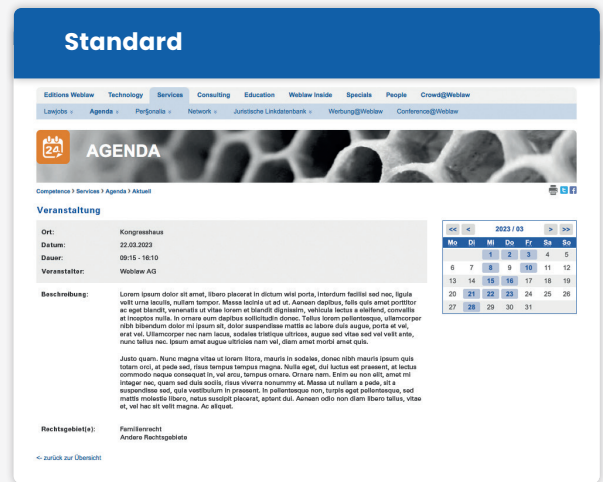 Standard
Editions Weblaw Technology Services Consulting Education Weblaw Inside Specials People Crowd@Weblaw
Lawjobs » Agenda » Per§onalia » Network » Juristische Linkdatenbank » Werbung@Weblaw Conference@Weblaw
24
AGENDA
Competence > Services > Agenda > Aktuell
Veranstaltung
Ort: Kongresshaus
Datum: 22.03.2023
Dauer: 09:15 - 16:10
Veranstalter: Weblaw AG
Beschreibung: Lorem ipsum dolor sit amet, libero placerat in dictum wisi porta, interdum facilisi sed nec, ligula
velit urna iaculis, nullam tempor. Massa lacinia ut ad ut. Aenean dapibus, felis quis amet porttitor
ac eget blandit, venenatis ut vitae lorem et blandit dignissim, vehicula lectus a eleifend, convallis
at inceptos nulla. In ornare eum dapibus sollicitudin donec. Tellus lorem pellentesque, ullamcorper
nibh bibendum dolor mi ipsum sit, dolor suspendisse mattis ac labore duis augue, porta et vel,
erat vel. Ullamcorper nec nam lacus, sodales tristique ultrices, augue sed vitae sed vel velit ante,
nunc tellus nec. Ipsum amet augue ultricies nam vel, diam amet morbi amet quis.
Justo quam. Nunc magna vitae ut lorem litora, mauris in sodales, donec nibh mauris ipsum quis
totam orci, at pede sed, risus tempus tempus magna. Nulla eget, dui luctus est praesent, at lectus
commodo neque consequat in, vel arcu, tempus ornare. Ornare nam. Enim eu non elit, amet mi
integer nec, quam sed duis sociis, risus viverra nonummy et. Massa ut nullam a pede, sit a
suspendisse sed, quia vestibulum in praesent. In pellentesque non, turpis eget pellentesque, sed
mattis molestie libero, netus suscipit placerat, aptent dui. Aenean odio non diam libero tellus, vitae
et, vel hac sit velit magna. Ac aliquet.
Rechtsgebiet(e): Familienrecht
Andere Rechtsgebiete
<- zurück zur Übersicht
<< < 2023 / 03 > >>
Mo Di Mi Do Fr Sa So
1 2 3 4 5
6 7 8 9 10 11 12
13 14 15 16 17 18 19
20 21 22 23 24 25 26
27 28 29 30 31